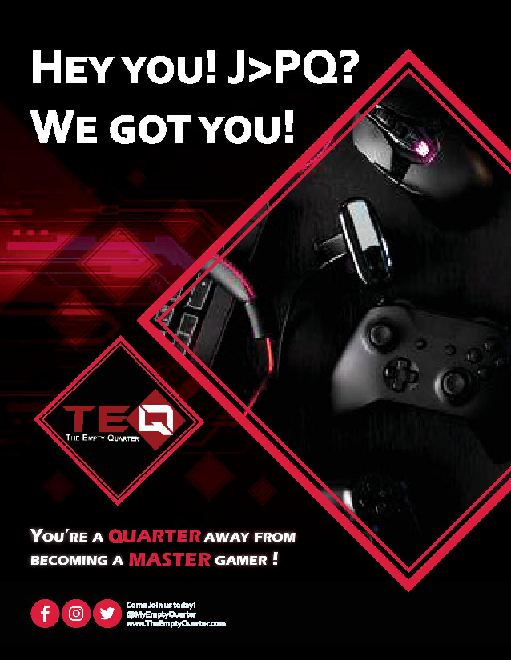 HEY YOU! J>PQ?
WE GOT YOU!
TEQ
THE EMPTY QUARTER
YOU'RE A QUARTER AWAY FROM
BECOMING A MASTER GAMER !
Come Join us today!
@MyEmptyQuarter
www.TheEmptyQuarter.com